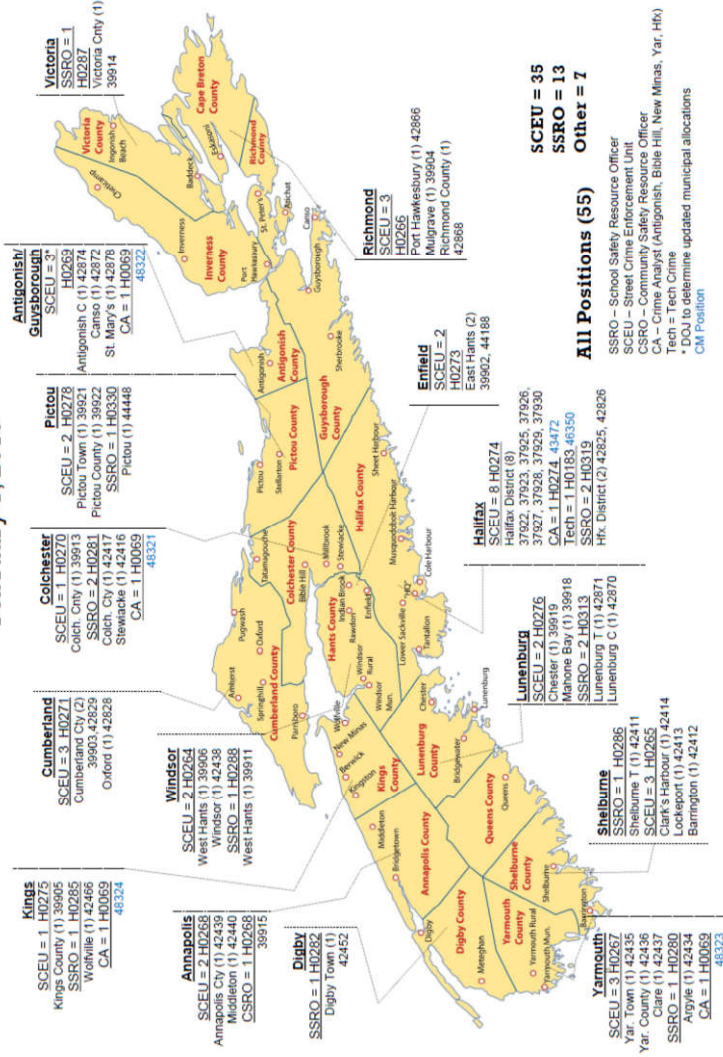 Kings
SCEU = 1 H0275
Kings County (1) 39905
SSRO = 1 H0285
Wolfville (1) 42466
CA = 1 H0069
48324
Cumberland
SCEU = 3 H0271
Cumberland Cty (2)
39903,42829
Oxford (1) 42828
Colchester
SCEU = 1 H0270
Colch. Cnty (1) 39913
SSRO = 2 H0281
Colch. Cty (1) 42417
Stewiacke (1) 42416
CA = 1 H0069
48321
Pictou
SCEU = 2 H0278
Pictou Town (1) 39921
Pictou County (1) 39922
SSRO = 1 H0330
Pictou (1) 44448
Antigonish/
Guysborough
SCEU = 3*
H0269
Antigonish C (1) 42874
Canso (1) 42872
St. Mary's (1) 42878
CA = 1 H0069
48322
Victoria
SSRO = 1
H0287
Victoria Cnty (1)
39914
Annapolis
SCEU = 2 H0268
Annapolis Cty (1) 42439
Middleton (1) 42440
CSRO = 1 H0268
39915
Windsor
SCEU = 2 H0264
West Hants (1) 39906
Windsor (1) 42438
SSRO = 1 H0288
West Hants (1) 39911
Digby
SSRO = 1 H0282
Digby Town (1)
42452
Yarmouth
SCEU = 3 H0267
Yar. Town (1) 42435
Yar. County (1) 42436
Clare (1) 42437
SSRO = 1 H0280
Argyle (1) 42434
CA = 1 H0069
48323
Shelburne
SSRO = 1 H0286
Shelburne T (1) 42411
SCEU = 3 H0265
Clark's Harbour (1) 42414
Lockeport (1) 42413
Barrington (1) 42412
Lunenburg
SCEU = 2 H0276
Chester (1) 39919
Mahone Bay (1) 39918
SSRO = 2 H0313
Lunenburg T (1) 42871
Lunenburg C (1) 42870
Halifax
SCEU = 8 H0274
Halifax District (8)
37922, 37923, 37925, 37926,
37927, 37928, 37929, 37930
CA = 1 H0274 43472
Tech = 1 H0183 46350
SSRO = 2 H0319
Hfx. District (2) 42825, 42826
Enfield
SCEU = 2
H0273
East Hants (2)
39902, 44188
Richmond
SCEU = 3
H0266
Port Hawkesbury (1) 42866
Mulgrave (1) 39904
Richmond County (1)
42868
Victoria
County
Cape Breton
County
Richmond
County
Inverness
County
Antigonish
County
Guysborough
County
Pictou County
Colchester County
Halifax County
Cumberland County
Hants County
Kings
County
Lunenburg
County
Annapolis County
Queens County
Digby County
Shelburne
County
Yarmouth
County
Cheticamp
Ingonish
Beach
Baddeck
Eskasoni
Inverness
Port
Hawkesbury
St. Peter's
Arichat
Canso
Guysborough
Antigonish
Sherbrooke
Pictou
Stellarton
Sheet Harbour
Tatamagouche
Millbrook
Bible Hill
Stewiacke
Musquodoboit Harbour
Pugwash
Amherst
Oxford
Springhill
Parrsboro
Indian Brook
Rawdon
Enfield
Windsor
Rural
Windsor
Mun.
Lower Sackville
"HQ"
Cole Harbour
Tantallon
Wolfville
New Minas
Berwick
Kingston
Middleton
Bridgetown
Chester
Lunenburg
Bridgewater
Queens
Digby
Meteghan
Shelburne
Yarmouth Rural
Yarmouth Mun.
Barrington
SCEU = 35
SSRO = 13
Other = 7
All Positions (55)
SSRO – School Safety Resource Officer
SCEU – Street Crime Enforcement Unit
CSRO – Community Safety Resource Officer
CA – Crime Analyst (Antigonish, Bible Hill, New Minas, Yar, Hfx)
Tech = Tech Crime
* DOJ to determine updated municipal allocations
CM Position